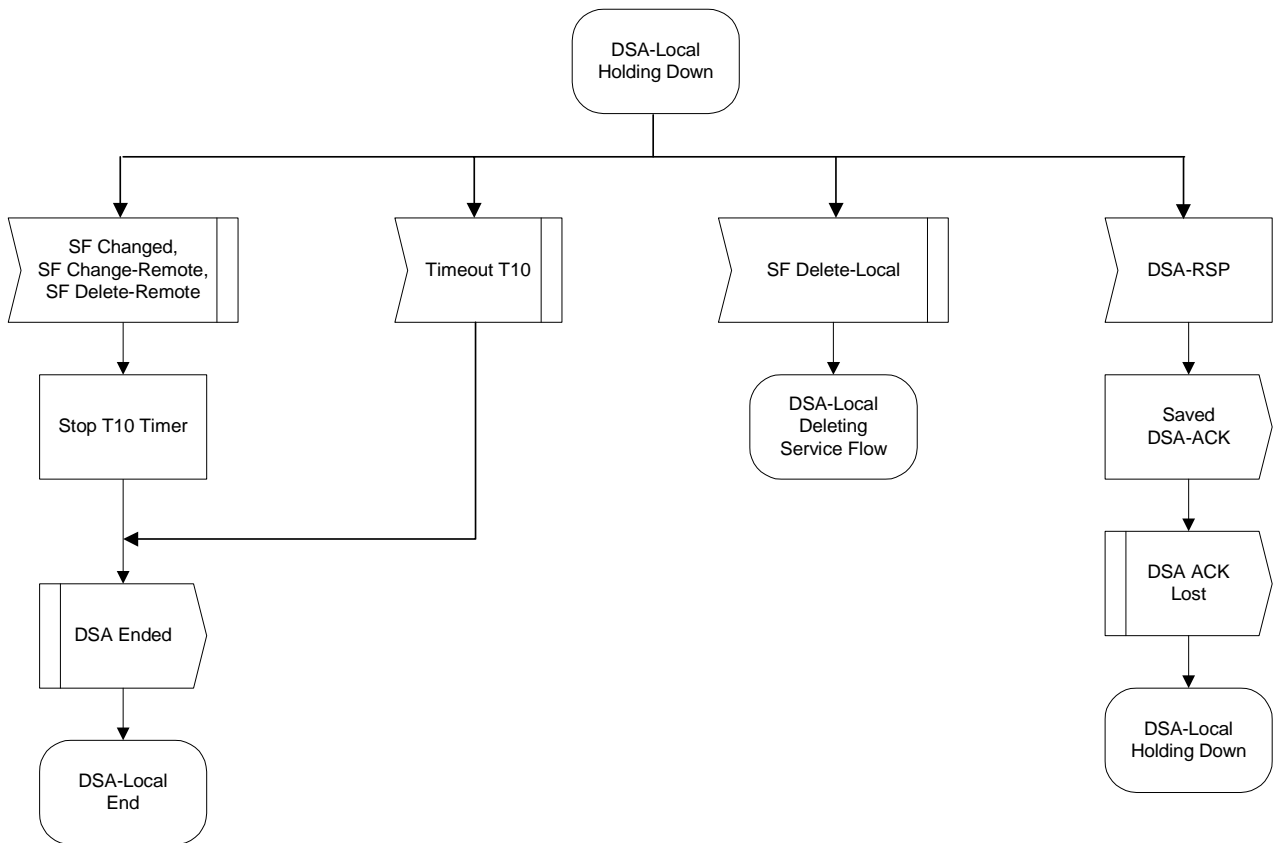 DSA-Local
Holding Down
SF Changed,
SF Change-Remote,
SF Delete-Remote
Timeout T10
SF Delete-Local
DSA-RSP
Stop T10 Timer
DSA-Local
Deleting
Service Flow
Saved
DSA-ACK
DSA Ended
DSA ACK
Lost
DSA-Local
End
DSA-Local
Holding Down